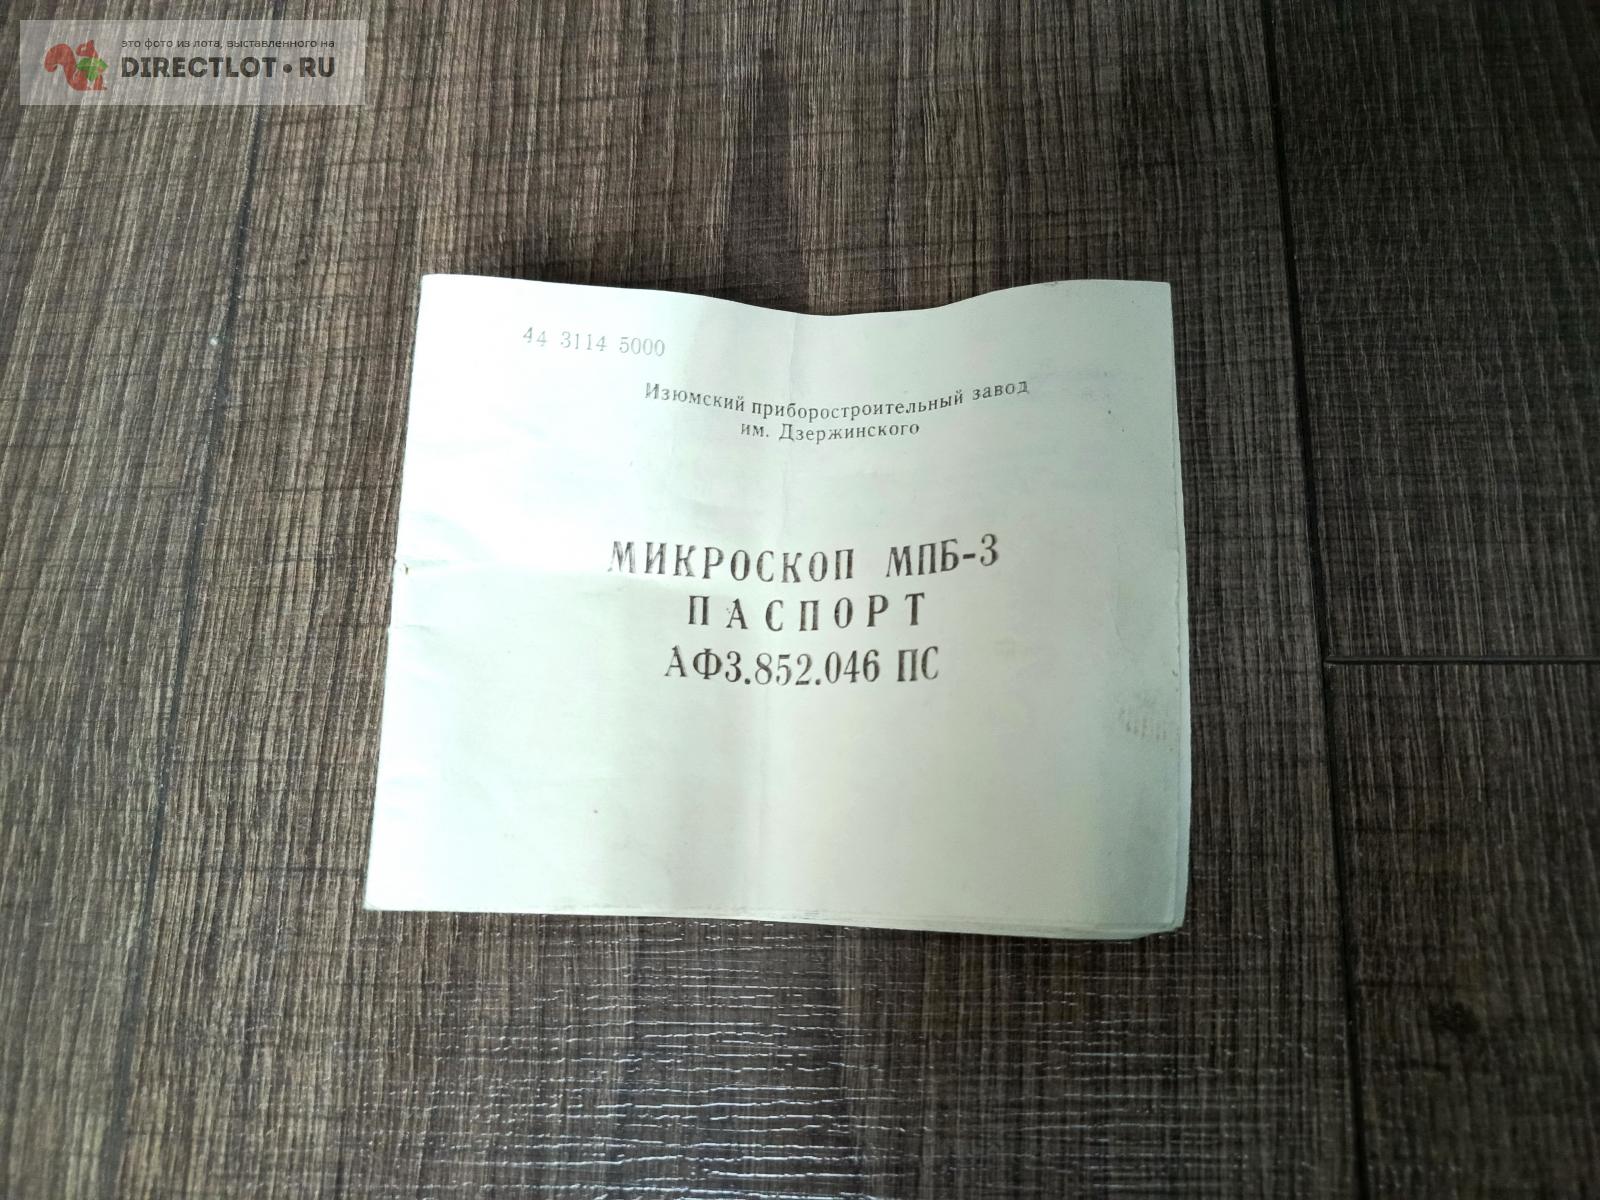 это фото из лота, выставленного на
DIRECTLOT.RU
44 3114 5000
Изюмский приборостроительный завод
им. Дзержинского
МИКРОСКОП МПБ-3
ПАСПОРТ
АФ3.852.046 ПС